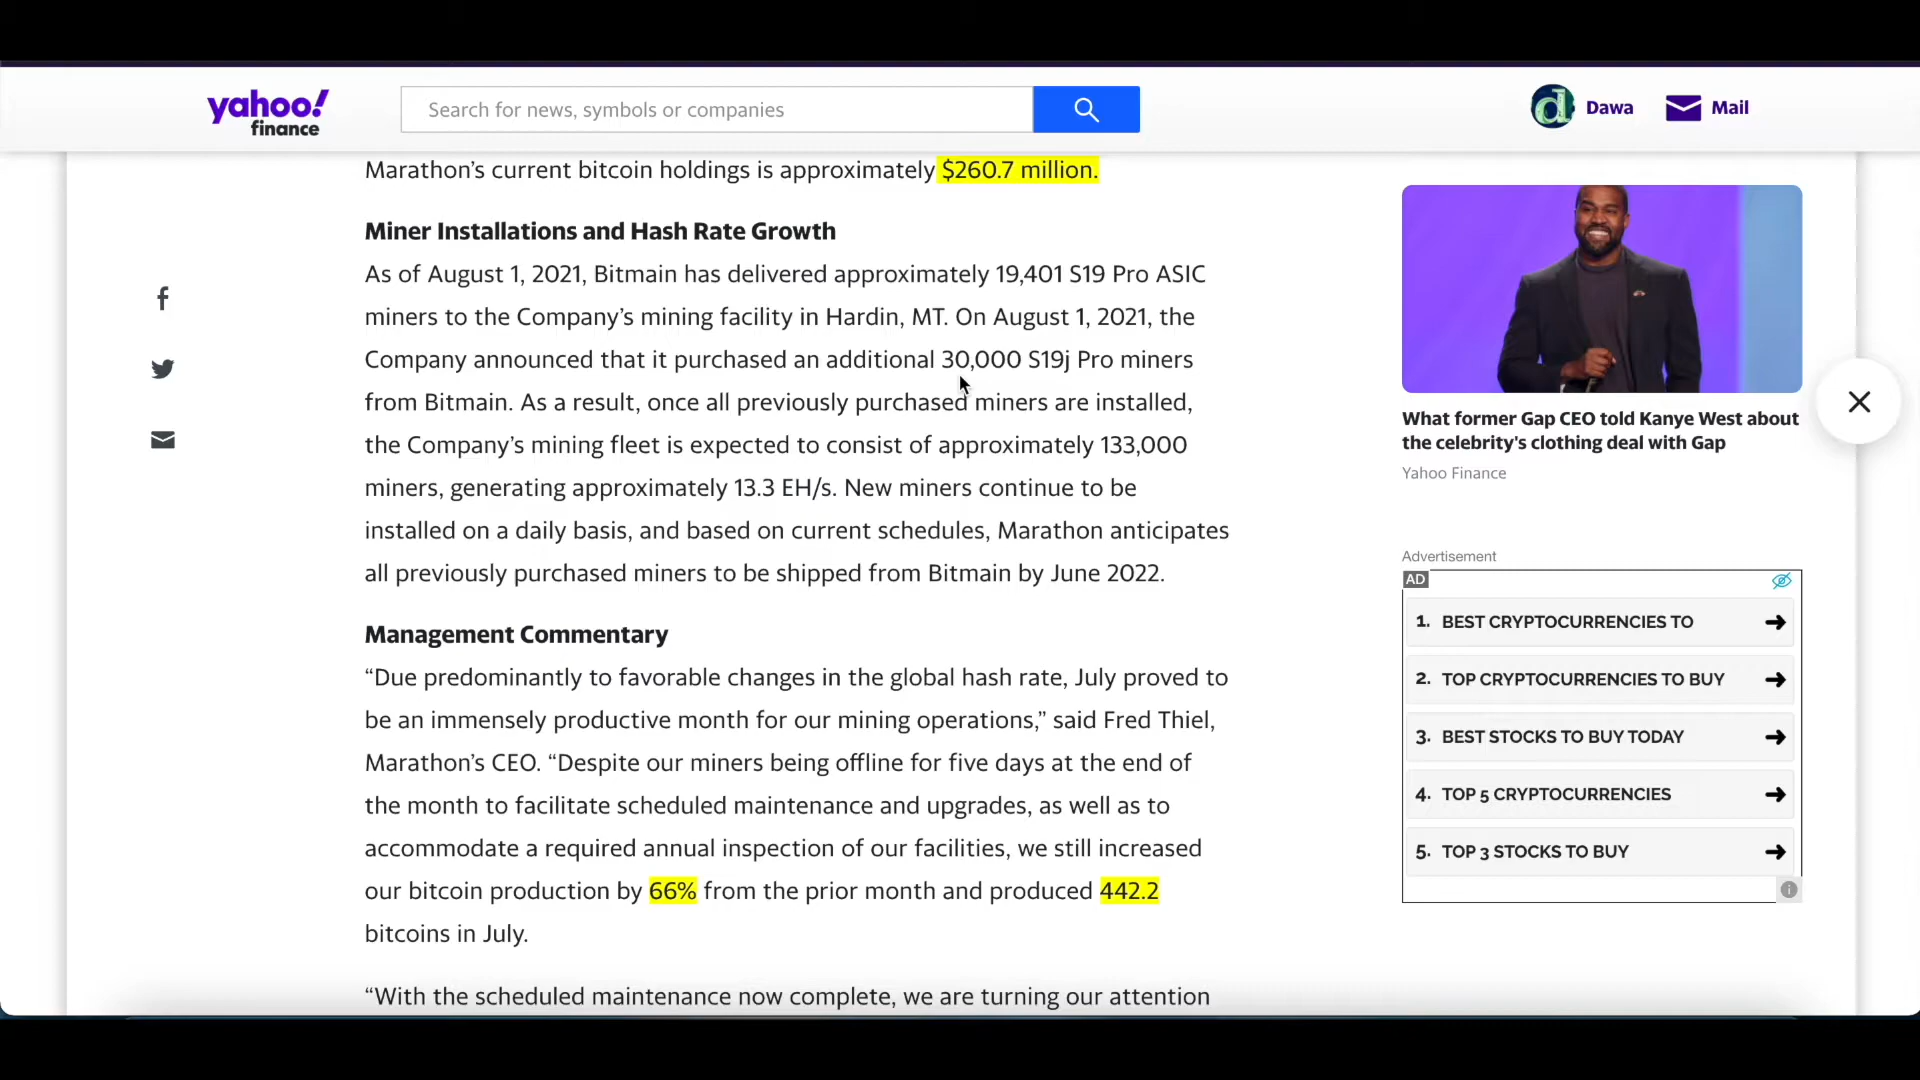 yahoo!
finance
Search for news, symbols or companies
Dawa
Mail
Marathon’s current bitcoin holdings is approximately $260.7 million.
Miner Installations and Hash Rate Growth
As of August 1, 2021, Bitmain has delivered approximately 19,401 S19 Pro ASIC
miners to the Company’s mining facility in Hardin, MT. On August 1, 2021, the
Company announced that it purchased an additional 30,000 S19j Pro miners
from Bitmain. As a result, once all previously purchased miners are installed,
the Company’s mining fleet is expected to consist of approximately 133,000
miners, generating approximately 13.3 EH/s. New miners continue to be
installed on a daily basis, and based on current schedules, Marathon anticipates
all previously purchased miners to be shipped from Bitmain by June 2022.
Management Commentary
“Due predominantly to favorable changes in the global hash rate, July proved to
be an immensely productive month for our mining operations,” said Fred Thiel,
Marathon’s CEO. “Despite our miners being offline for five days at the end of
the month to facilitate scheduled maintenance and upgrades, as well as to
accommodate a required annual inspection of our facilities, we still increased
our bitcoin production by 66% from the prior month and produced 442.2
bitcoins in July.
“With the scheduled maintenance now complete, we are turning our attention
What former Gap CEO told Kanye West about
the celebrity's clothing deal with Gap
Yahoo Finance
Advertisement
AD
1. BEST CRYPTOCURRENCIES TO
2. TOP CRYPTOCURRENCIES TO BUY
3. BEST STOCKS TO BUY TODAY
4. TOP 5 CRYPTOCURRENCIES
5. TOP 3 STOCKS TO BUY